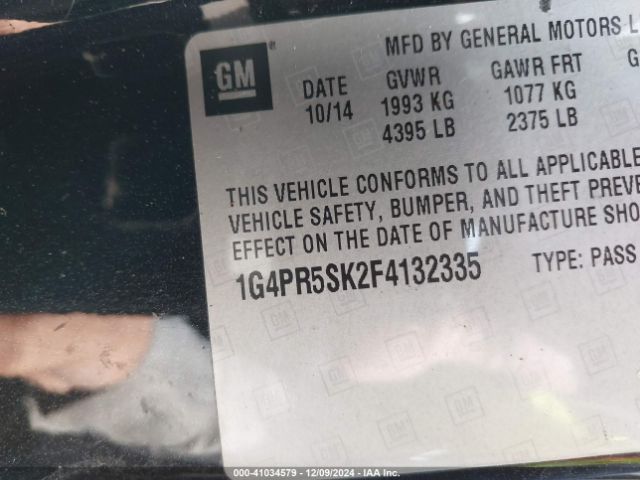 GM
MFD BY GENERAL MOTORS L
DATE GVWR GAWR FRT G
10/14 1993 KG 1077 KG
4395 LB 2375 LB
THIS VEHICLE CONFORMS TO ALL APPLICABLE
VEHICLE SAFETY, BUMPER, AND THEFT PREVE
EFFECT ON THE DATE OF MANUFACTURE SHO
1G4PR5SK2F4132335 TYPE: PASS
000-41034579 - 12/09/2024 - IAA Inc.